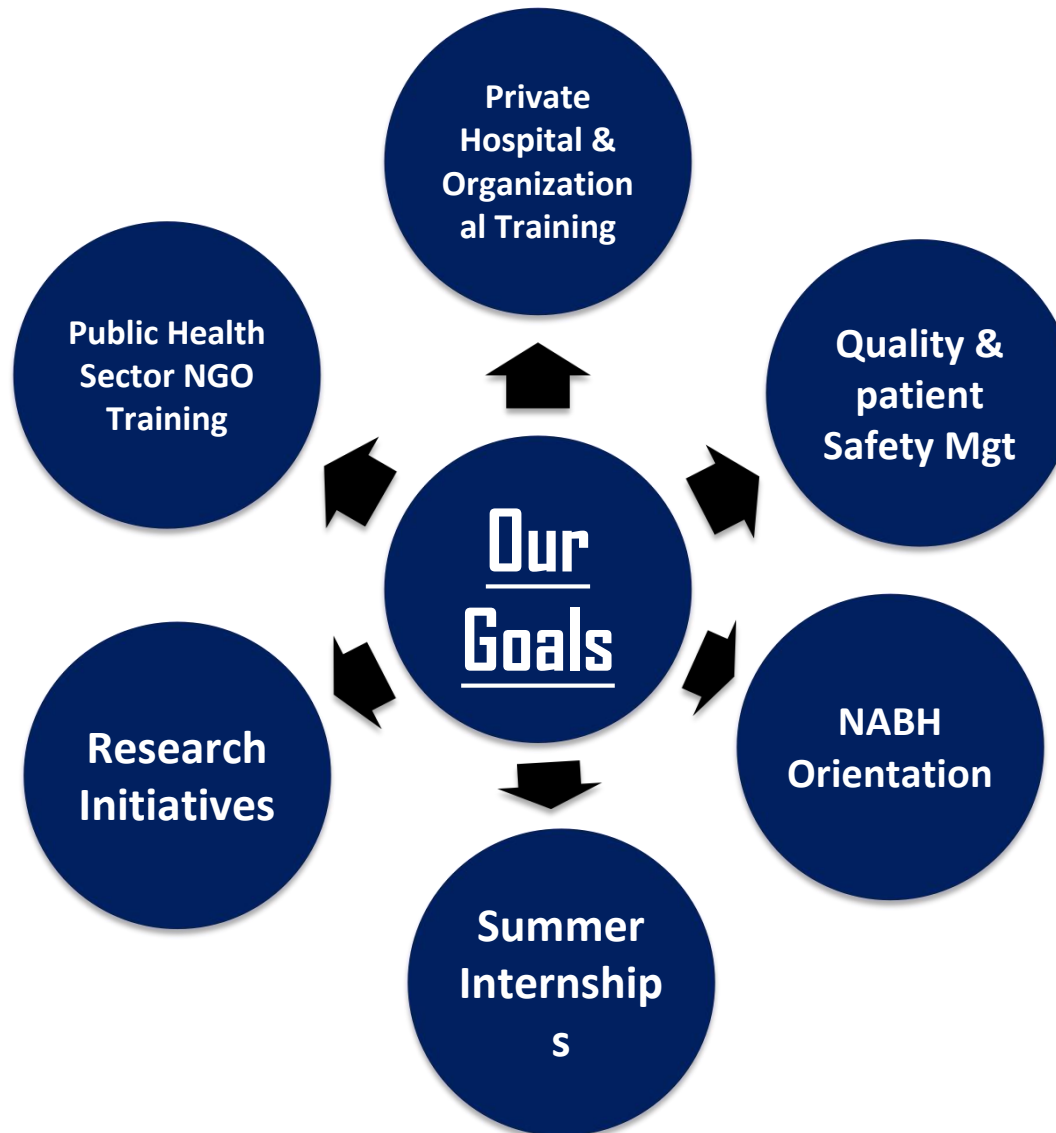 Private
Hospital &
Organization
al Training
Public Health
Sector NGO
Training
Quality &
patient
Safety Mgt
Our
Goals
Research
Initiatives
NABH
Orientation
Summer
Internship
s